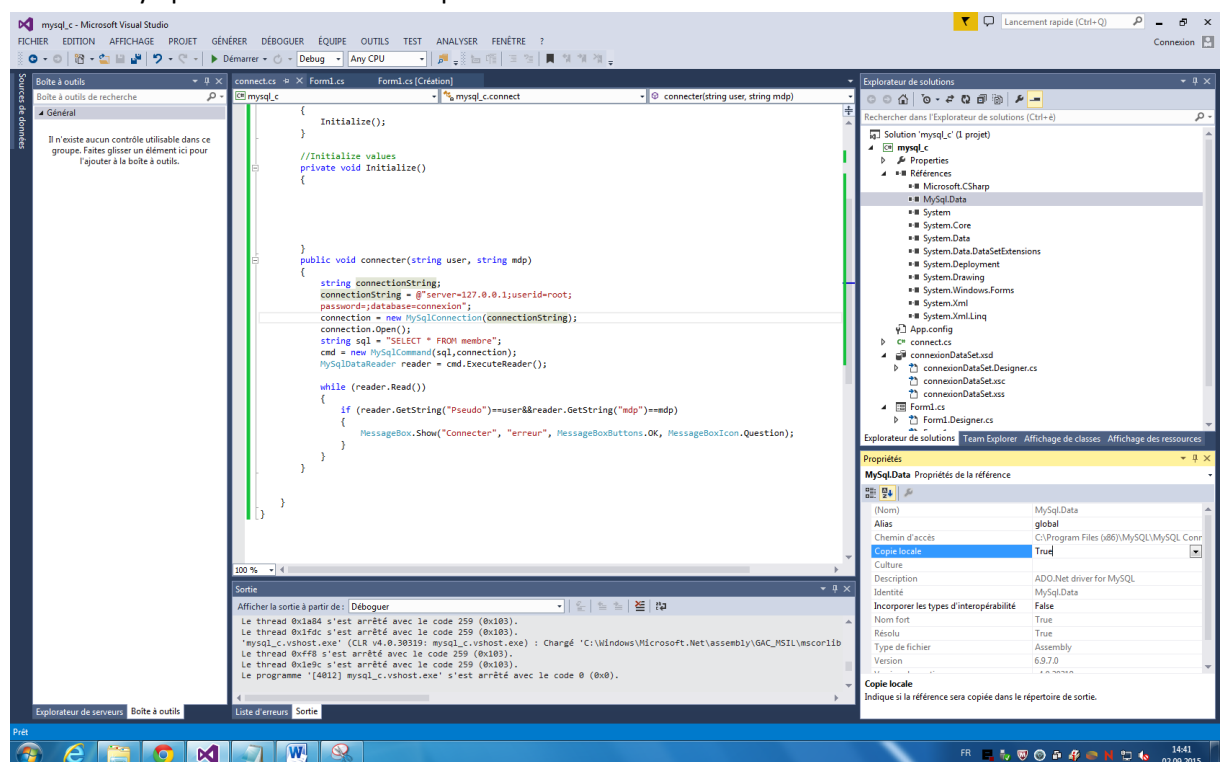 mysql_c - Microsoft Visual Studio
Lancement rapide (Ctrl+Q)
FICHIER EDITION AFFICHAGE PROJET GÉNÉRER DÉBOGUER ÉQUIPE OUTILS TEST ANALYSER FENÊTRE ?
Connexion
Démarrer
Debug
Any CPU
Sources de données
Boîte à outils
Boîte à outils de recherche
Général
Il n'existe aucun contrôle utilisable dans ce
groupe. Faites glisser un élément ici pour
l'ajouter à la boîte à outils.
Explorateur de serveurs Boîte à outils
connect.cs Form1.cs Form1.cs [Création]
mysql_c mysql_c.connect connecter(string user, string mdp)
{
Initialize();
}
//Initialize values
private void Initialize()
{
}
public void connecter(string user, string mdp)
{
string connectionString;
connectionString = @"server=127.0.0.1;userid=root;
password=;database=connexion";
connection = new MySqlConnection(connectionString);
connection.Open();
string sql = "SELECT * FROM membre";
cmd = new MySqlCommand(sql,connection);
MySqlDataReader reader = cmd.ExecuteReader();
while (reader.Read())
{
if (reader.GetString("Pseudo")==user&&reader.GetString("mdp")==mdp)
{
MessageBox.Show("Connecter", "erreur", MessageBoxButtons.OK, MessageBoxIcon.Question);
}
}
}
}
}
100 %
Sortie
Afficher la sortie à partir de : Déboguer
Le thread 0x1a84 s'est arrêté avec le code 259 (0x103).
Le thread 0x1fdc s'est arrêté avec le code 259 (0x103).
'mysql_c.vshost.exe' (CLR v4.0.30319: mysql_c.vshost.exe) : Chargé 'C:\Windows\Microsoft.Net\assembly\GAC_MSIL\mscorlib
Le thread 0xff8 s'est arrêté avec le code 259 (0x103).
Le thread 0x1e9c s'est arrêté avec le code 259 (0x103).
Le programme '[4012] mysql_c.vshost.exe' s'est arrêté avec le code 0 (0x0).
Liste d'erreurs Sortie
Explorateur de solutions
Rechercher dans l'Explorateur de solutions (Ctrl+è)
Solution 'mysql_c' (1 projet)
mysql_c
Properties
Références
Microsoft.CSharp
MySql.Data
System
System.Core
System.Data
System.Data.DataSetExtensions
System.Deployment
System.Drawing
System.Windows.Forms
System.Xml
System.Xml.Linq
App.config
connect.cs
connexionDataSet.xsd
connexionDataSet.Designer.cs
connexionDataSet.xsc
connexionDataSet.xss
Form1.cs
Form1.Designer.cs
Explorateur de solutions Team Explorer Affichage de classes Affichage des ressources
Propriétés
MySql.Data Propriétés de la référence
(Nom) MySql.Data
Alias global
Chemin d'accès C:\Program Files (x86)\MySQL\MySQL Conn
Copie locale True
Culture
Description ADO.Net driver for MySQL
Identité MySql.Data
Incorporer les types d'interopérabilité False
Nom fort True
Résolu True
Type de fichier Assembly
Version 6.9.7.0
Copie locale
Indique si la référence sera copiée dans le répertoire de sortie.
Prêt
FR
14:41
02.09.2015